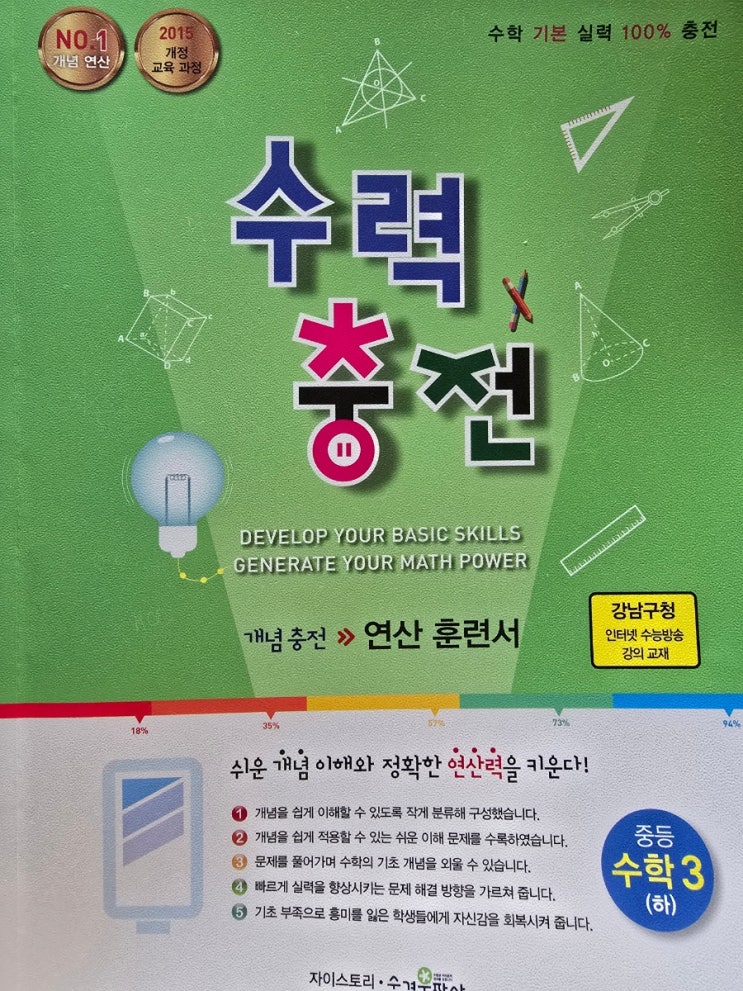 NO.1
개념 연산
2015
개정
교육 과정
수학 기본 실력 100% 충전
수력
충전
DEVELOP YOUR BASIC SKILLS
GENERATE YOUR MATH POWER
개념 충전 » 연산 훈련서
강남구청
인터넷 수능방송
강의 교재
18% 35% 57% 73% 94%
쉬운 개념 이해와 정확한 연산력을 키운다!
1 개념을 쉽게 이해할 수 있도록 작게 분류해 구성했습니다.
2 개념을 쉽게 적용할 수 있는 쉬운 이해 문제를 수록하였습니다.
3 문제를 풀어가며 수학의 기초 개념을 외울 수 있습니다.
4 빠르게 실력을 향상시키는 문제 해결 방향을 가르쳐 줍니다.
5 기초 부족으로 흥미를 잃은 학생들에게 자신감을 회복시켜 줍니다.
중등
수학 3
(하)
자이스토리 •